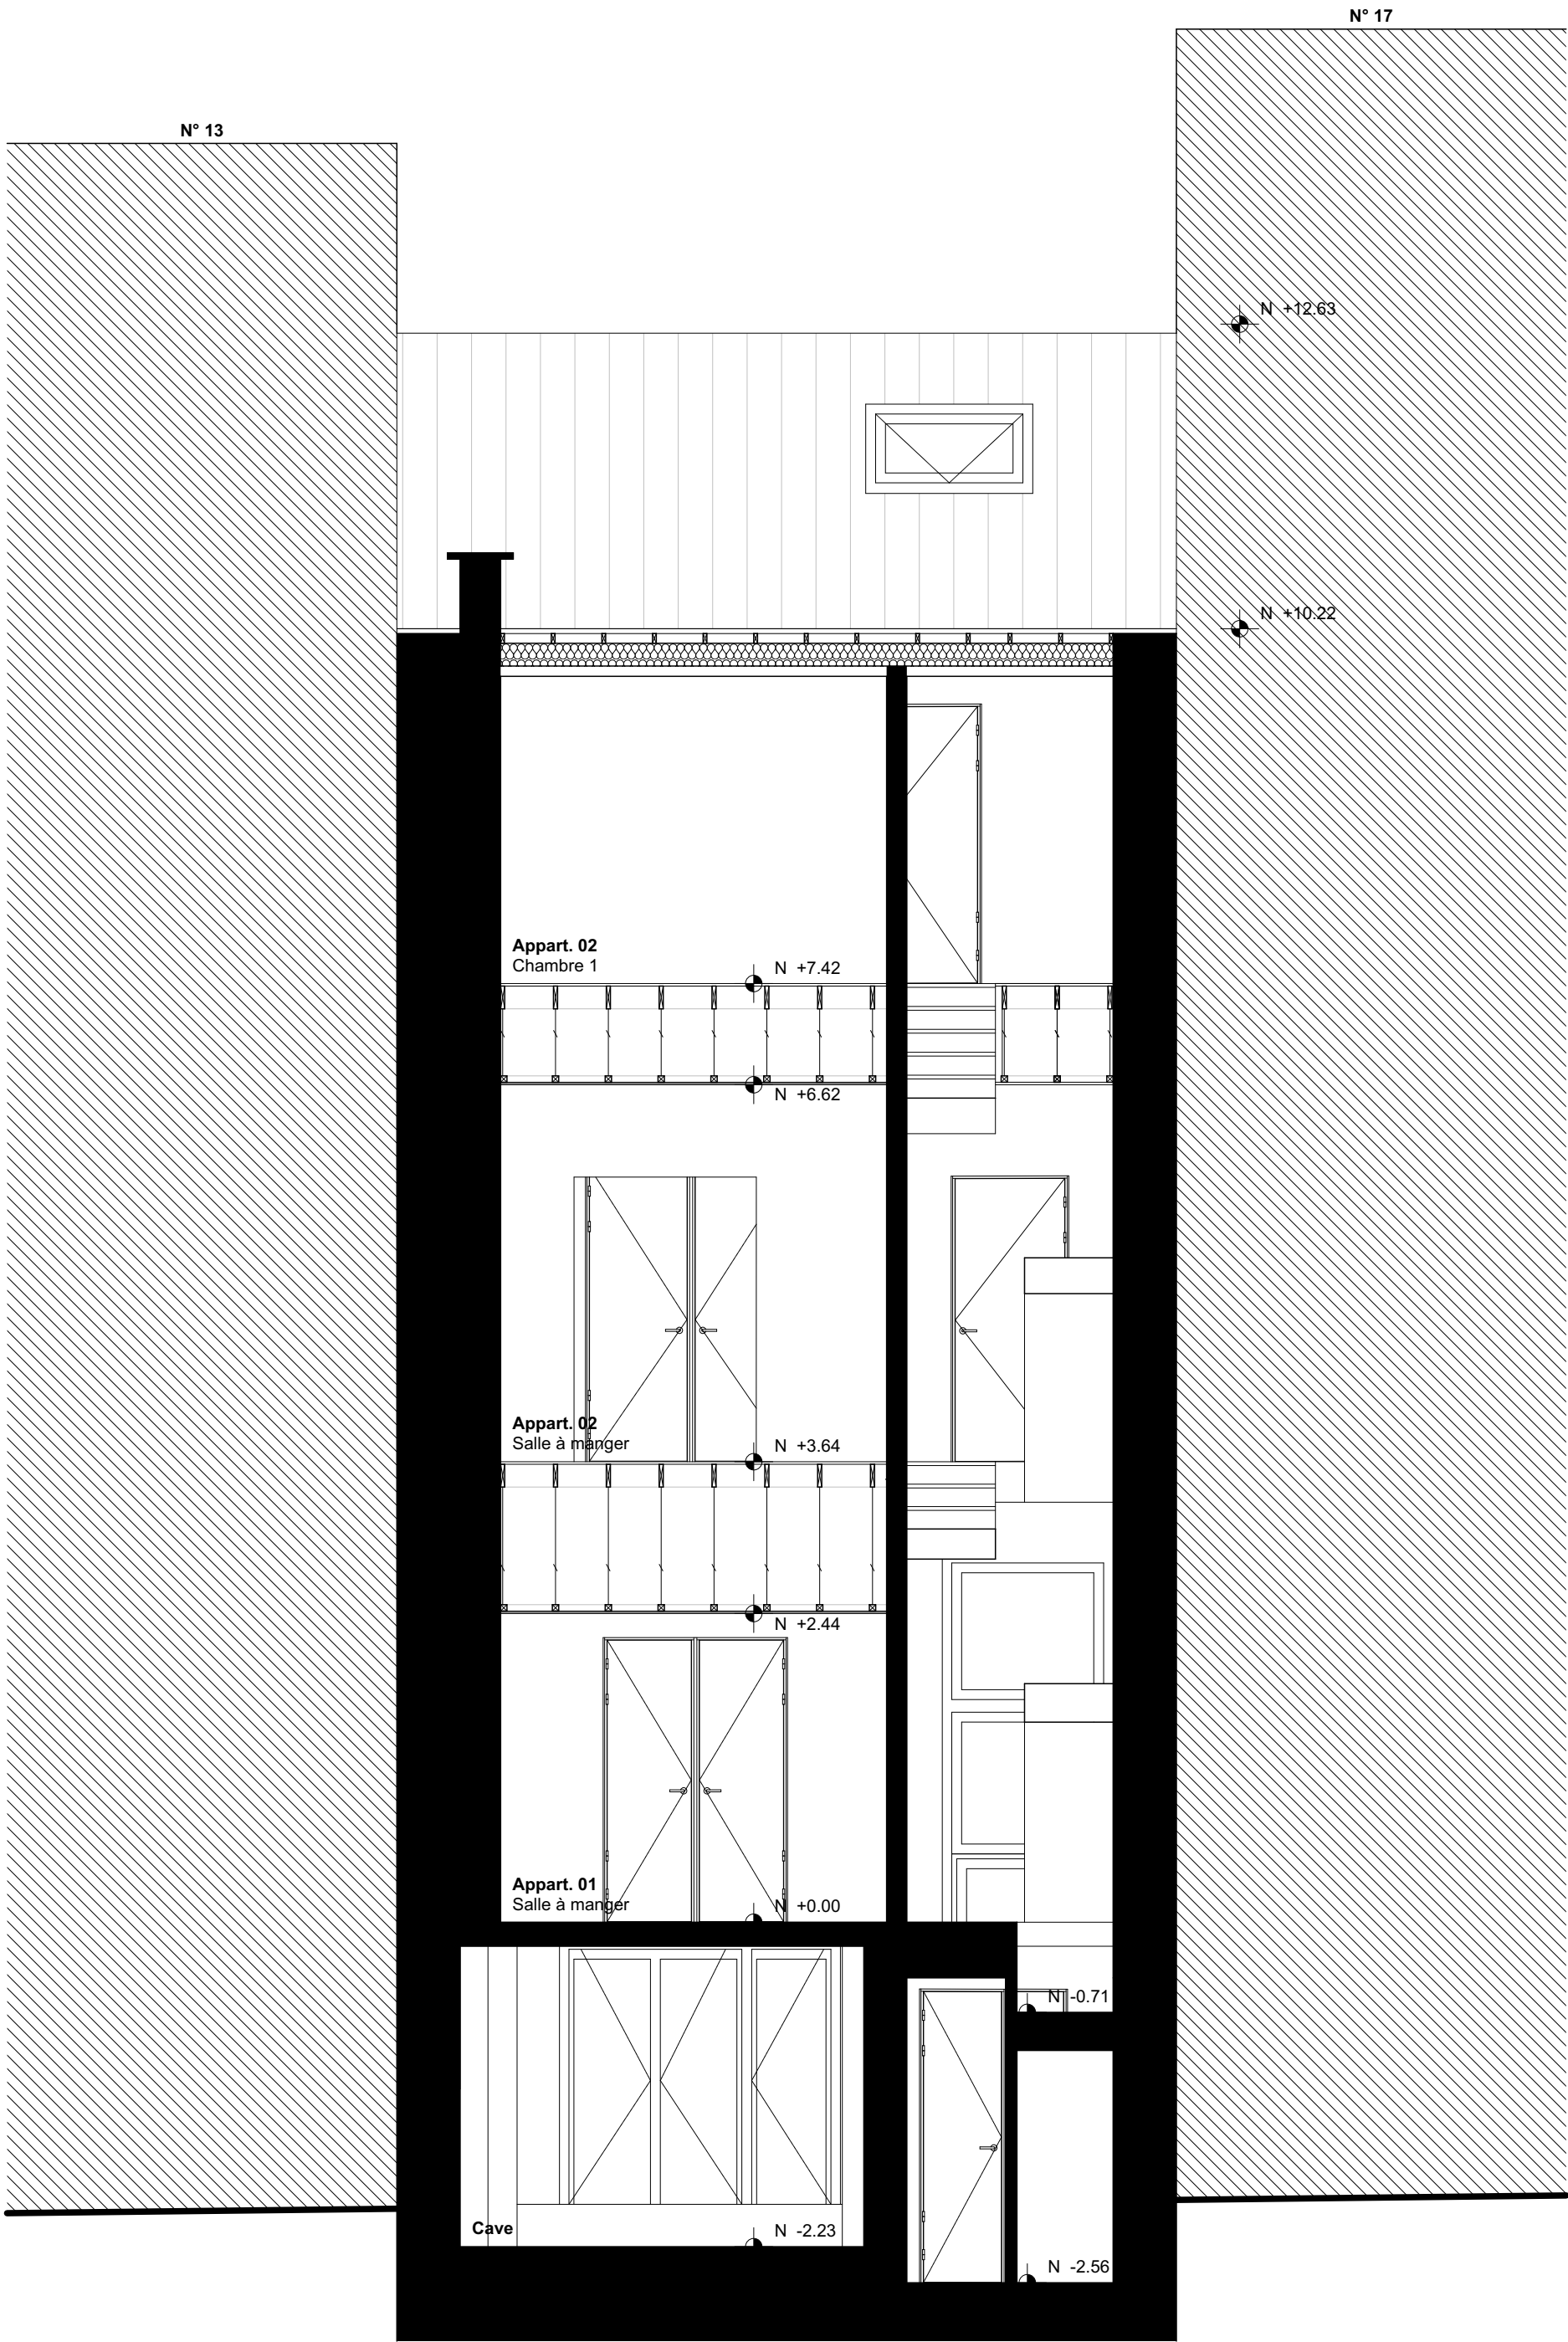 N° 17
N° 13
N +12.63
N +10.22
Appart. 02
Chambre 1
N +7.42
N +6.62
Appart. 02
Salle à manger
N +3.64
N +2.44
Appart. 01
Salle à manger
N +0.00
N -0.71
Cave
N -2.23
N -2.56